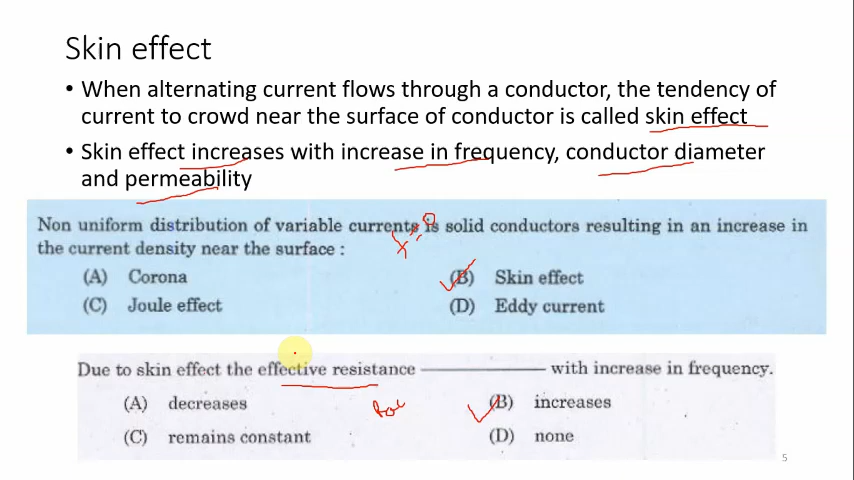 Skin effect
• When alternating current flows through a conductor, the tendency of
current to crowd near the surface of conductor is called skin effect
• Skin effect increases with increase in frequency, conductor diameter
and permeability
Non uniform distribution of variable currents is solid conductors resulting in an increase in
the current density near the surface :
(A) Corona (B) Skin effect
(C) Joule effect (D) Eddy current
Due to skin effect the effective resistance ———————— with increase in frequency.
(A) decreases (B) increases
(C) remains constant (D) none
5